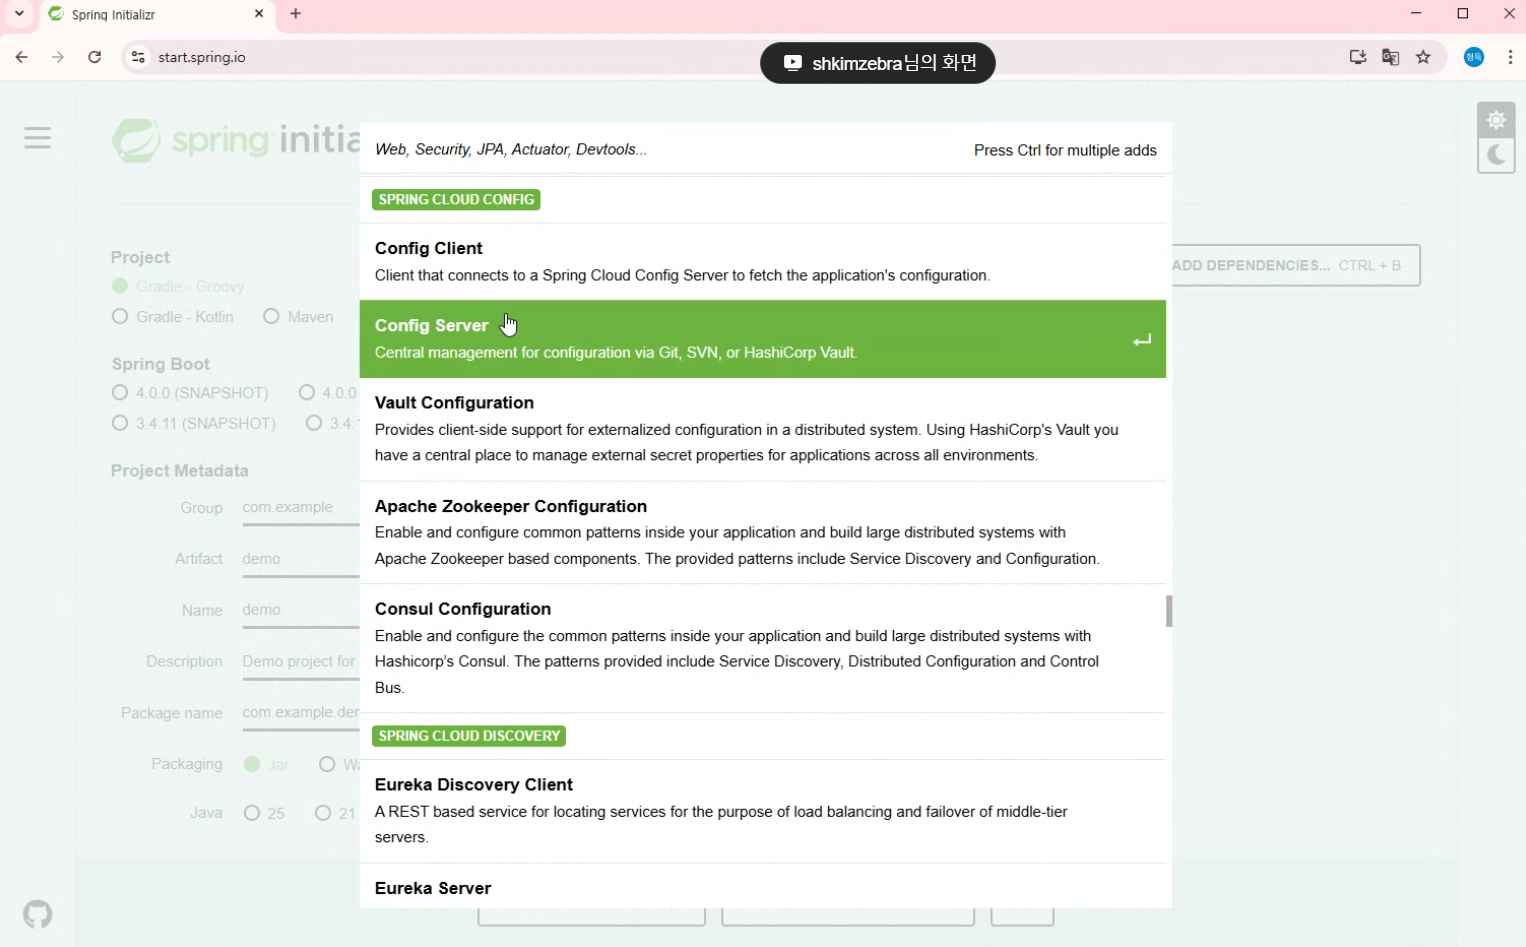 Spring Initializr
start.spring.io
shkimzebra님의 화면
형득
spring initia
Web, Security, JPA, Actuator, Devtools...
Press Ctrl for multiple adds
SPRING CLOUD CONFIG
Config Client
Client that connects to a Spring Cloud Config Server to fetch the application's configuration.
Config Server
Central management for configuration via Git, SVN, or HashiCorp Vault.
Vault Configuration
Provides client-side support for externalized configuration in a distributed system. Using HashiCorp's Vault you
have a central place to manage external secret properties for applications across all environments.
Apache Zookeeper Configuration
Enable and configure common patterns inside your application and build large distributed systems with
Apache Zookeeper based components. The provided patterns include Service Discovery and Configuration.
Consul Configuration
Enable and configure the common patterns inside your application and build large distributed systems with
Hashicorp's Consul. The patterns provided include Service Discovery, Distributed Configuration and Control
Bus.
SPRING CLOUD DISCOVERY
Eureka Discovery Client
A REST based service for locating services for the purpose of load balancing and failover of middle-tier
servers.
Eureka Server
Project
Gradle - Groovy
Gradle - Kotlin Maven
Spring Boot
4.0.0 (SNAPSHOT) 4.0.0
3.4.11 (SNAPSHOT) 3.4.1
Project Metadata
Group com.example
Artifact demo
Name demo
Description Demo project for
Package name com.example.der
Packaging Jar Wa
Java 25 21
ADD DEPENDENCIES... CTRL + B